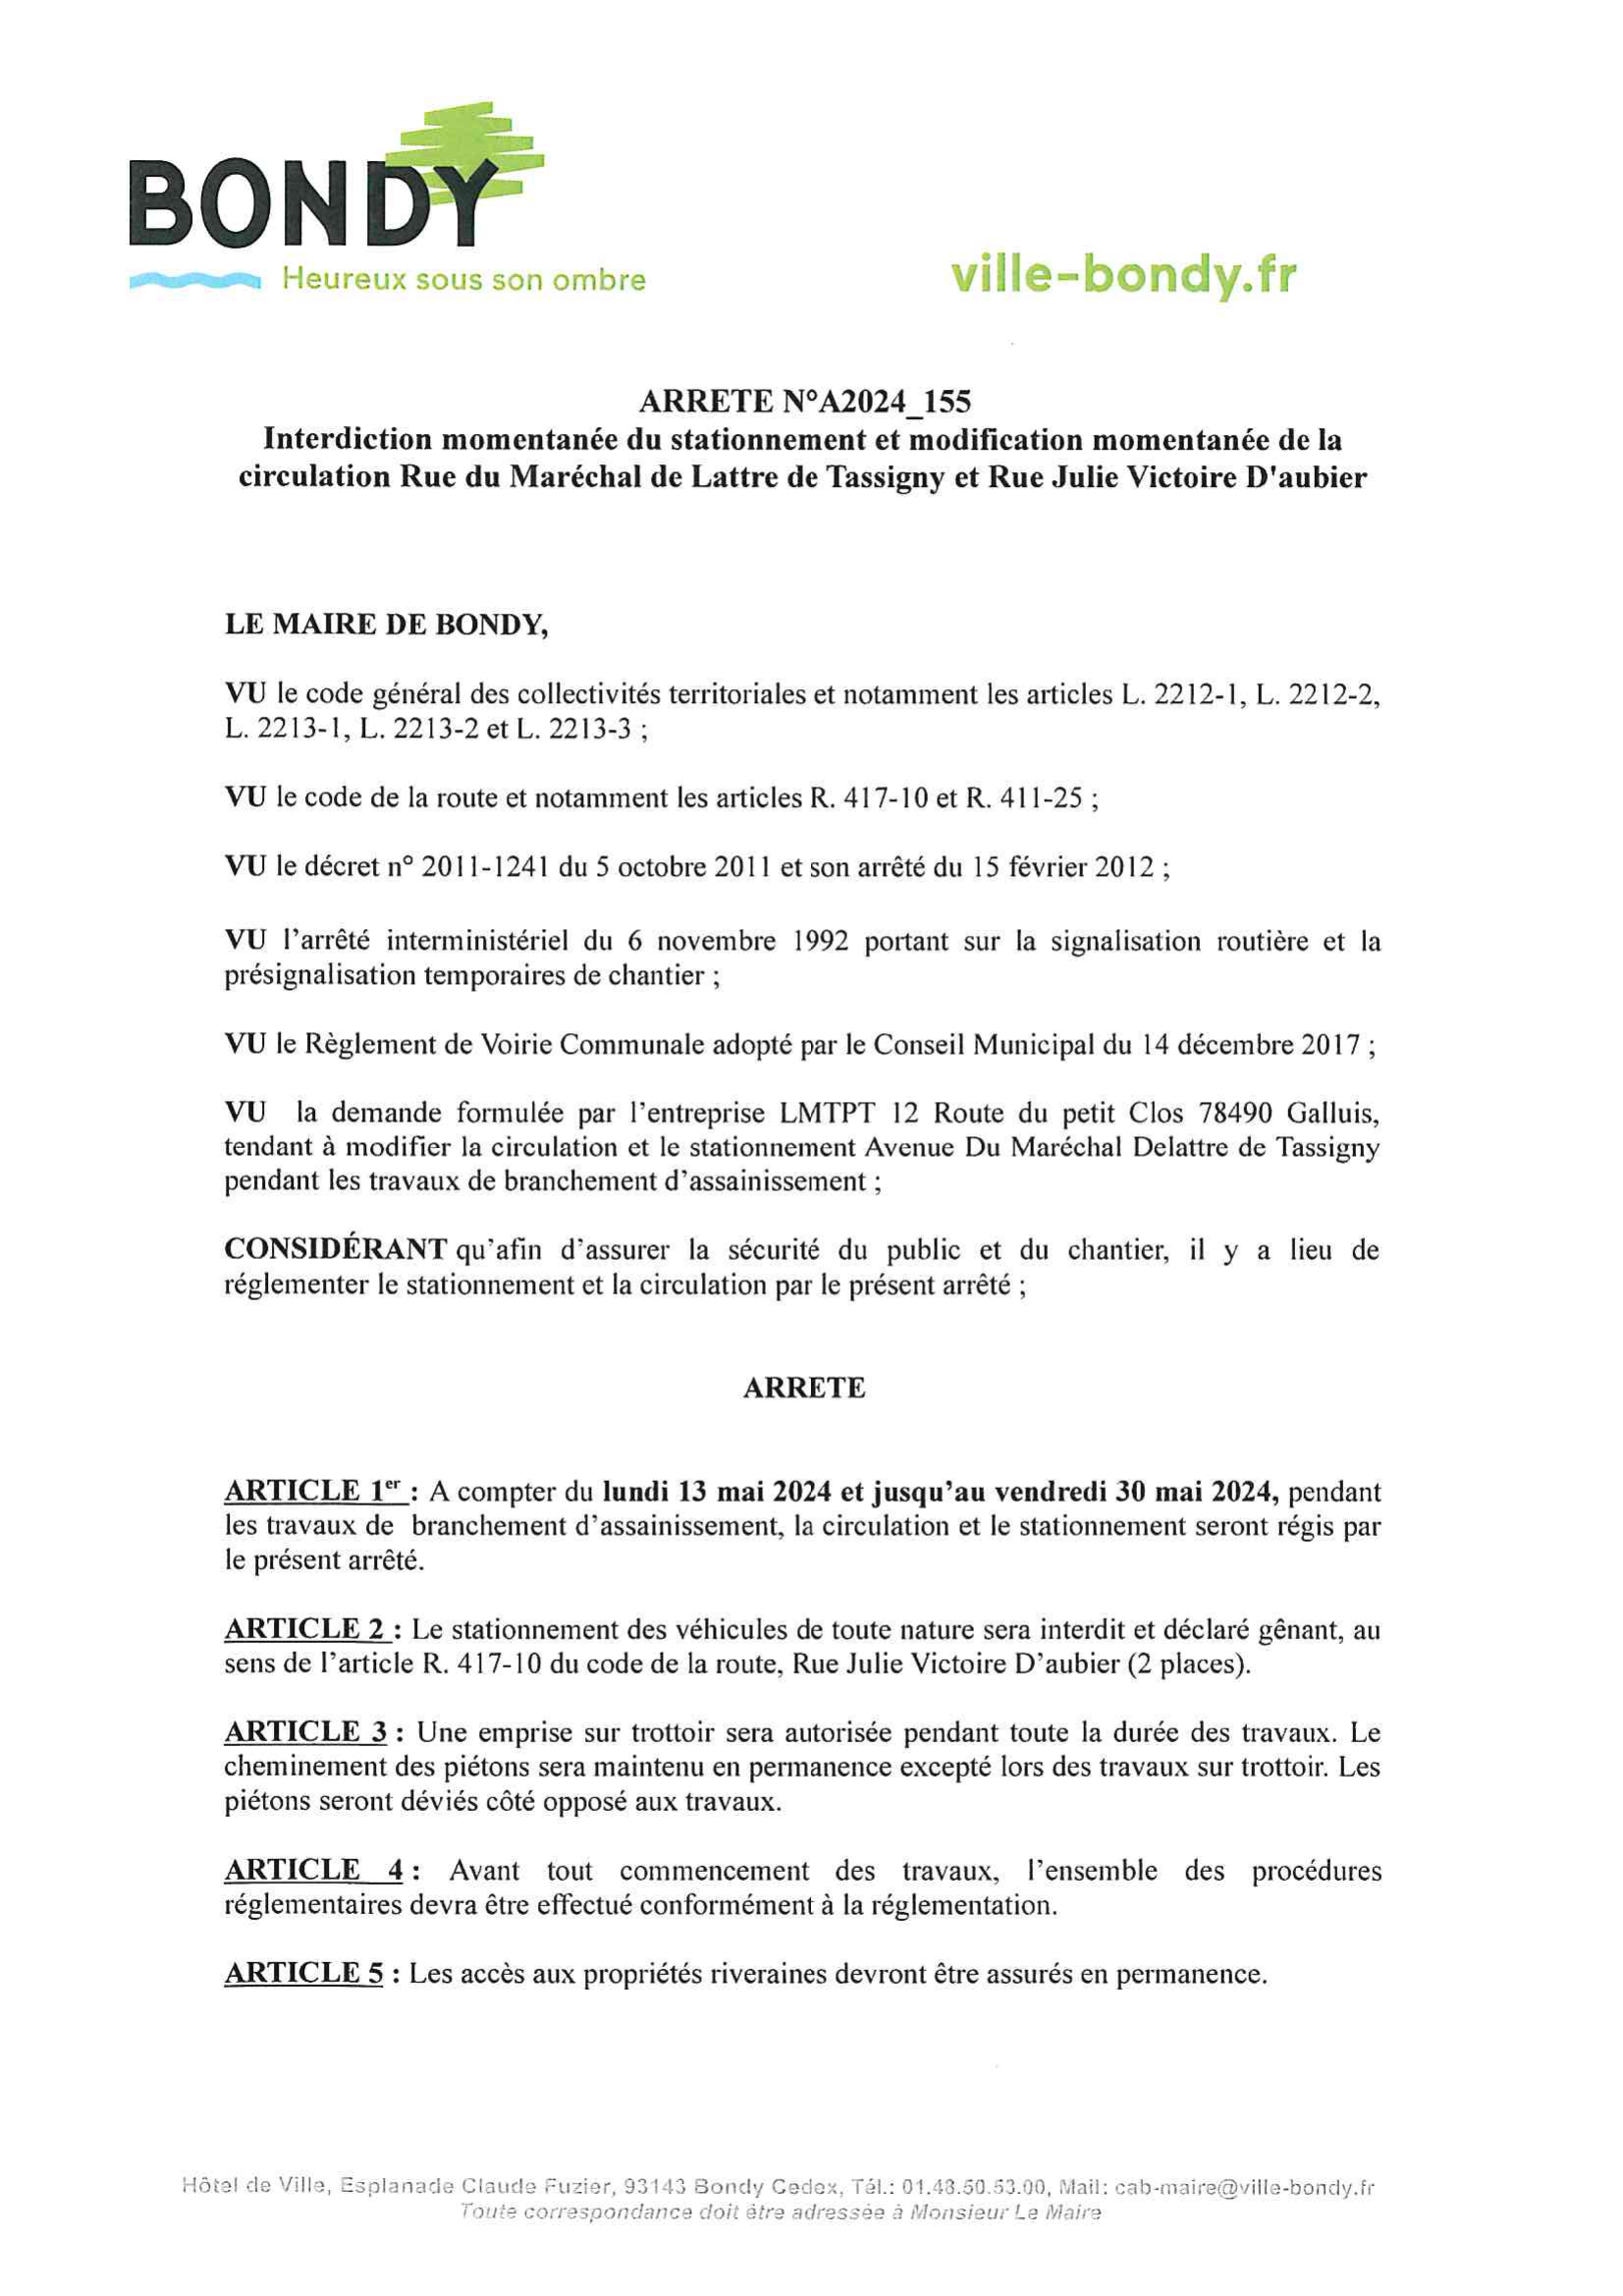 BONDY
Heureux sous son ombre
ville-bondy.fr
ARRETE N°A2024_155
Interdiction momentanée du stationnement et modification momentanée de la
circulation Rue du Maréchal de Lattre de Tassigny et Rue Julie Victoire D'aubier
LE MAIRE DE BONDY,
VU le code général des collectivités territoriales et notamment les articles L. 2212-1, L. 2212-2,
L. 2213-1, L. 2213-2 et L. 2213-3 ;
VU le code de la route et notamment les articles R. 417-10 et R. 411-25 ;
VU le décret n° 2011-1241 du 5 octobre 2011 et son arrêté du 15 février 2012 ;
VU l’arrêté interministériel du 6 novembre 1992 portant sur la signalisation routière et la
présignalisation temporaires de chantier ;
VU le Règlement de Voirie Communale adopté par le Conseil Municipal du 14 décembre 2017 ;
VU la demande formulée par l’entreprise LMTPT 12 Route du petit Clos 78490 Galluis,
tendant à modifier la circulation et le stationnement Avenue Du Maréchal Delattre de Tassigny
pendant les travaux de branchement d’assainissement ;
CONSIDÉRANT qu’afin d’assurer la sécurité du public et du chantier, il y a lieu de
réglementer le stationnement et la circulation par le présent arrêté ;
ARRETE
ARTICLE 1er : A compter du lundi 13 mai 2024 et jusqu’au vendredi 30 mai 2024, pendant
les travaux de branchement d’assainissement, la circulation et le stationnement seront régis par
le présent arrêté.
ARTICLE 2 : Le stationnement des véhicules de toute nature sera interdit et déclaré gênant, au
sens de l’article R. 417-10 du code de la route, Rue Julie Victoire D’aubier (2 places).
ARTICLE 3 : Une emprise sur trottoir sera autorisée pendant toute la durée des travaux. Le
cheminement des piétons sera maintenu en permanence excepté lors des travaux sur trottoir. Les
piétons seront déviés côté opposé aux travaux.
ARTICLE 4 : Avant tout commencement des travaux, l’ensemble des procédures
réglementaires devra être effectué conformément à la réglementation.
ARTICLE 5 : Les accès aux propriétés riveraines devront être assurés en permanence.
Hôtel de Ville, Esplanade Claude Fuzier, 93143 Bondy Cedex, Tél.: 01.48.50.53.00, Mail: cab-maire@ville-bondy.fr
Toute correspondance doit être adressée à Monsieur Le Maire